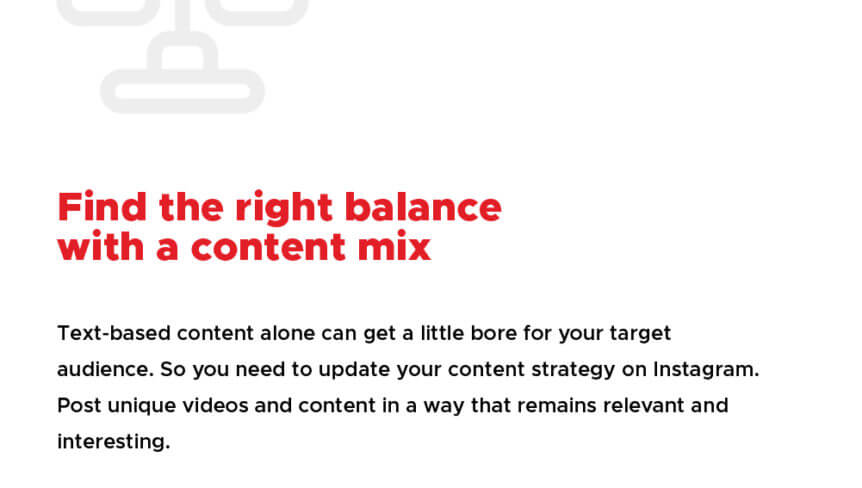 Find the right balance
with a content mix
Text-based content alone can get a little bore for your target
audience. So you need to update your content strategy on Instagram.
Post unique videos and content in a way that remains relevant and
interesting.